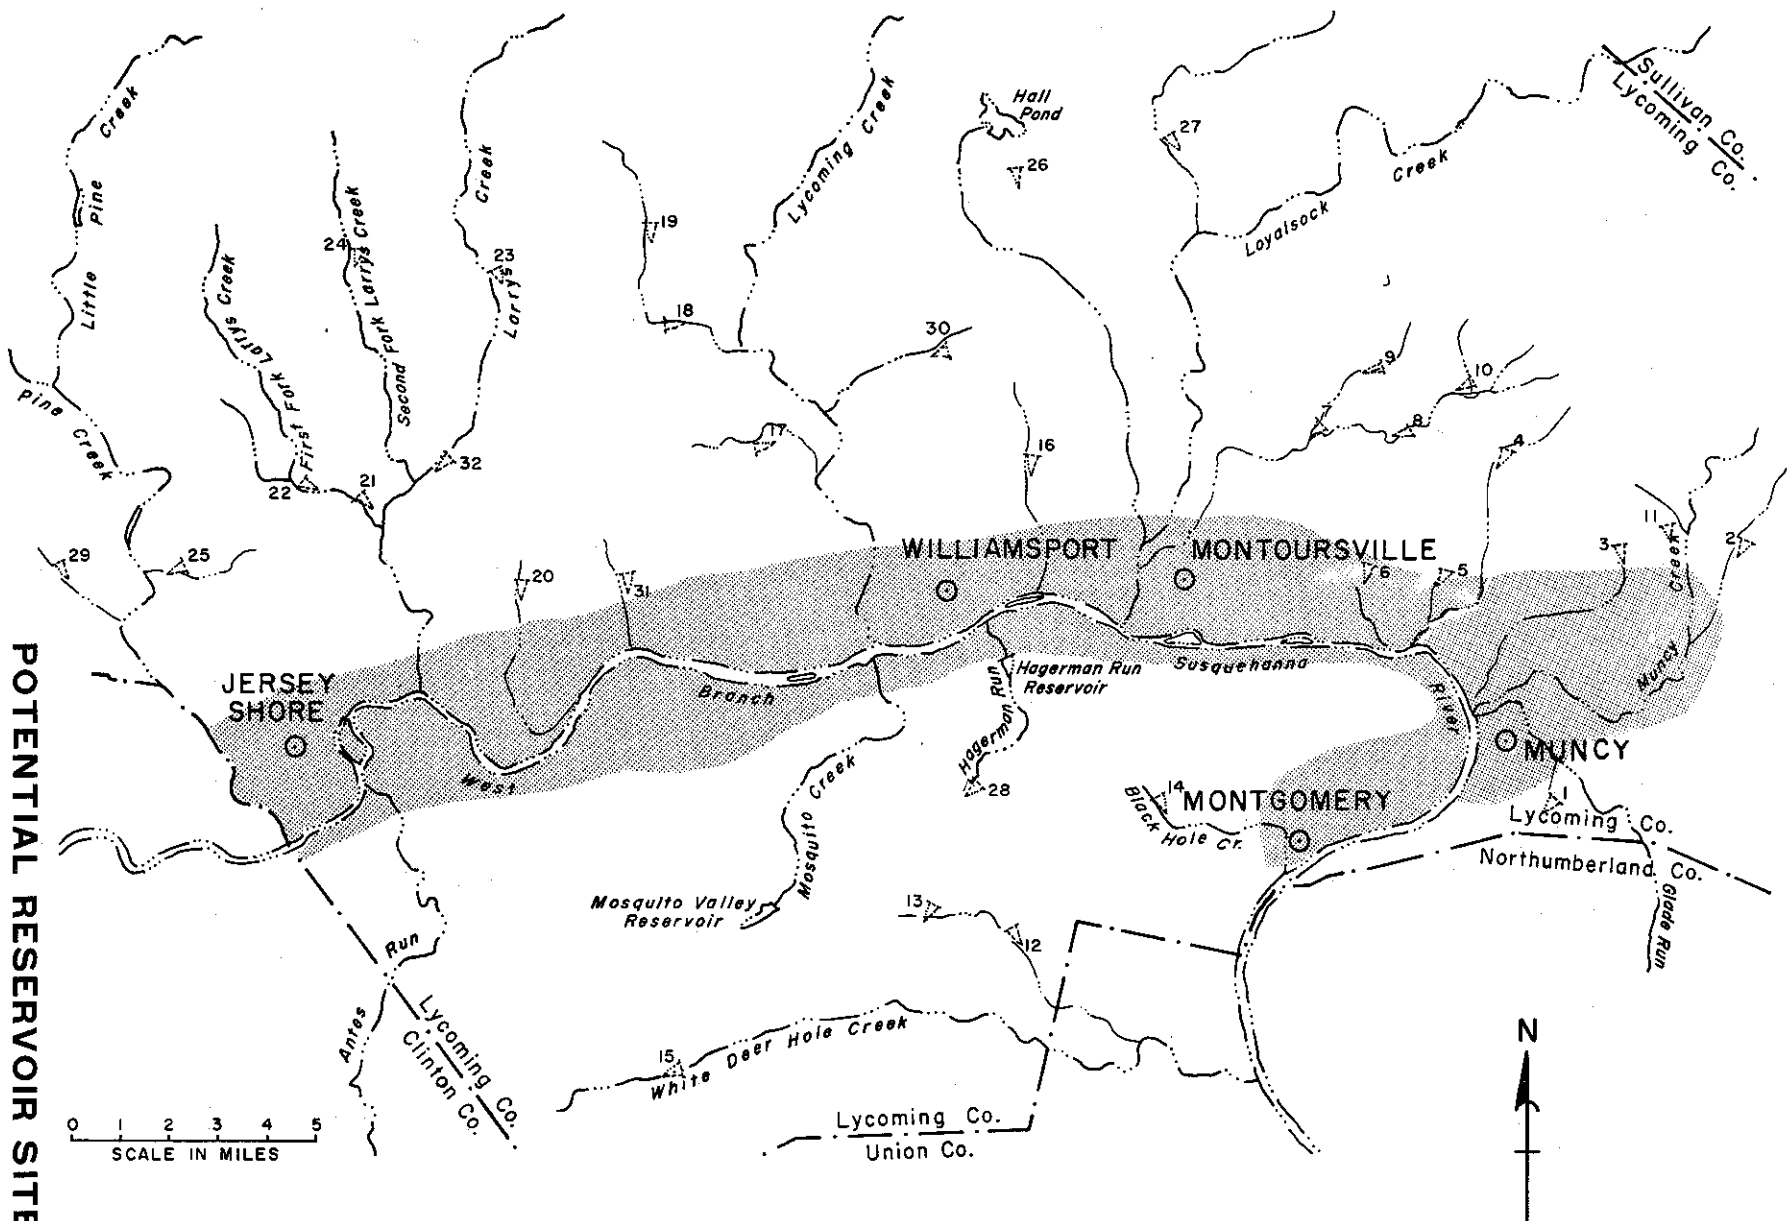 POTENTIAL RESERVOIR SITE
Little Pine Creek
Pine Creek
First Fork Larrys Creek
Second Fork Larrys Creek
Larrys Creek
Lycoming Creek
Hall
Pond
Loyalsock Creek
Sullivan Co.
Lycoming Co.
27
26
19
24
23
18
30
9
10
7
8
17
16
4
32
22
21
11
3
2
29
25
20
31
6
5
WILLIAMSPORT
MONTOURSVILLE
Muncy Creek
JERSEY
SHORE
West Branch Susquehanna River
Hagerman Run
Reservoir
Hagerman Run
28
MUNCY
1
14
MONTGOMERY
Black Hole Cr.
Lycoming Co.
Northumberland Co.
Glade Run
Mosquito Creek
Mosquito Valley
Reservoir
13
12
Antes Run
Lycoming Co.
Clinton Co.
15
White Deer Hole Creek
Lycoming Co.
Union Co.
N
0 1 2 3 4 5
SCALE IN MILES